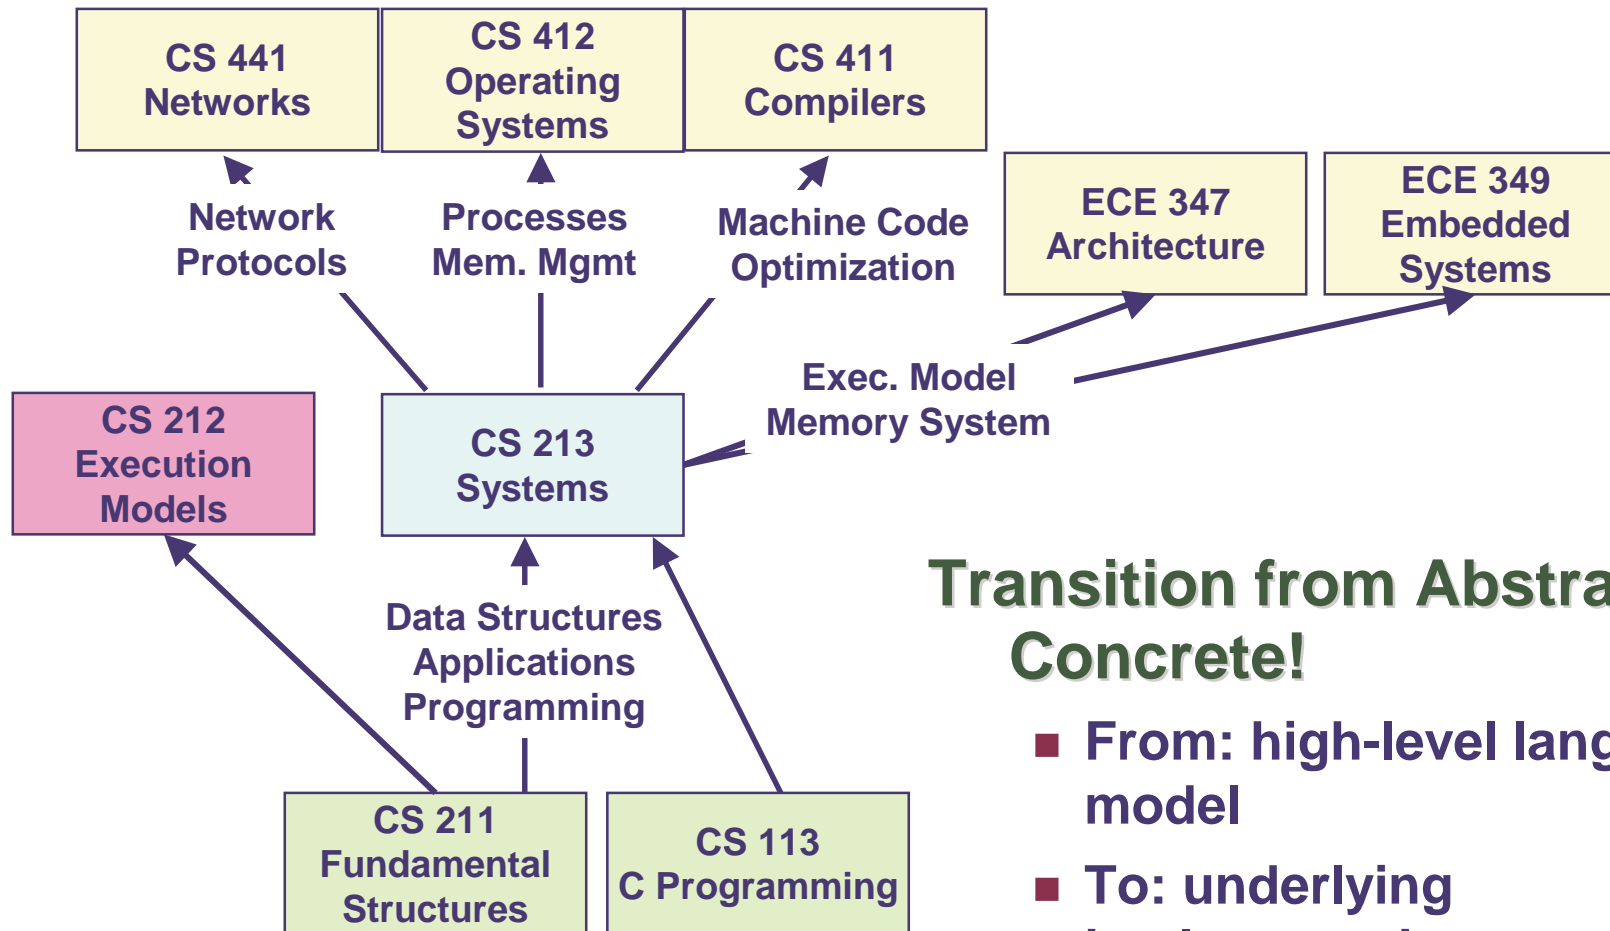 CS 441
Networks
CS 412
Operating
Systems
CS 411
Compilers
ECE 347
Architecture
ECE 349
Embedded
Systems
Network
Protocols
Processes
Mem. Mgmt
Machine Code
Optimization
Exec. Model
Memory System
CS 212
Execution
Models
CS 213
Systems
Data Structures
Applications
Programming
CS 211
Fundamental
Structures
CS 113
C Programming
Transition from Abstra
Concrete!
■ From: high-level lang
model
■ To: underlying